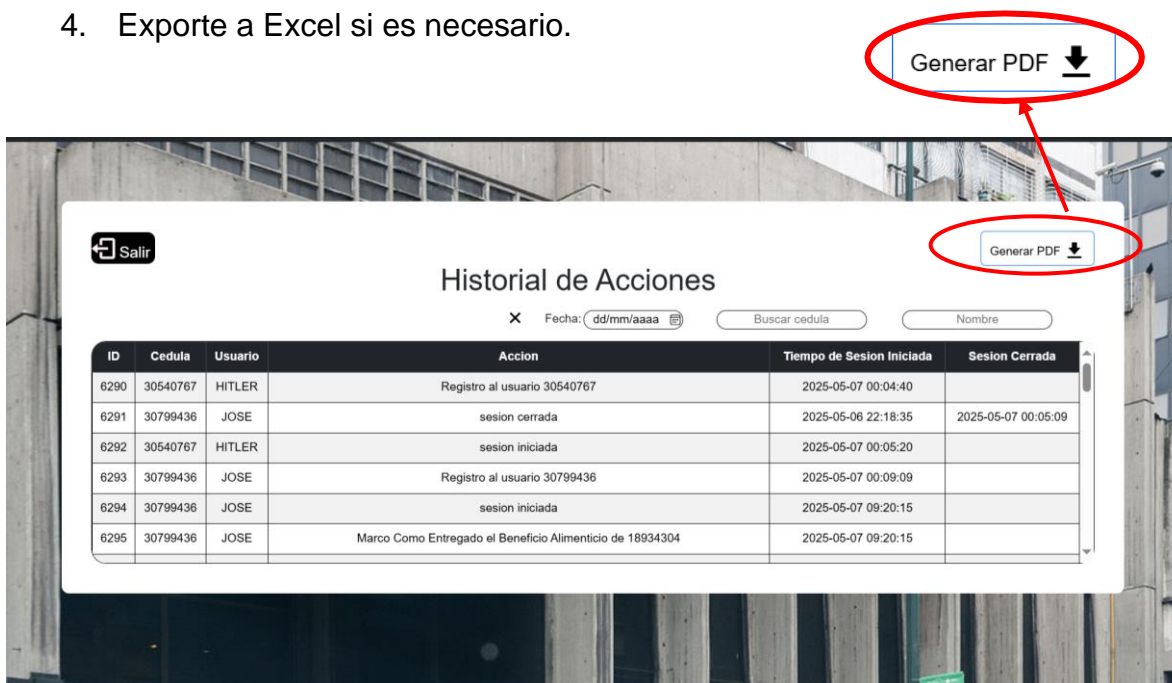 4. Exporte a Excel si es necesario.
Generar PDF
Salir
Generar PDF
Historial de Acciones
Fecha: dd/mm/aaaa Buscar cedula Nombre
ID Cedula Usuario Accion Tiempo de Sesion Iniciada Sesion Cerrada
6290 30540767 HITLER Registro al usuario 30540767 2025-05-07 00:04:40
6291 30799436 JOSE sesion cerrada 2025-05-06 22:18:35 2025-05-07 00:05:09
6292 30540767 HITLER sesion iniciada 2025-05-07 00:05:20
6293 30799436 JOSE Registro al usuario 30799436 2025-05-07 00:09:09
6294 30799436 JOSE sesion iniciada 2025-05-07 09:20:15
6295 30799436 JOSE Marco Como Entregado el Beneficio Alimenticio de 18934304 2025-05-07 09:20:15